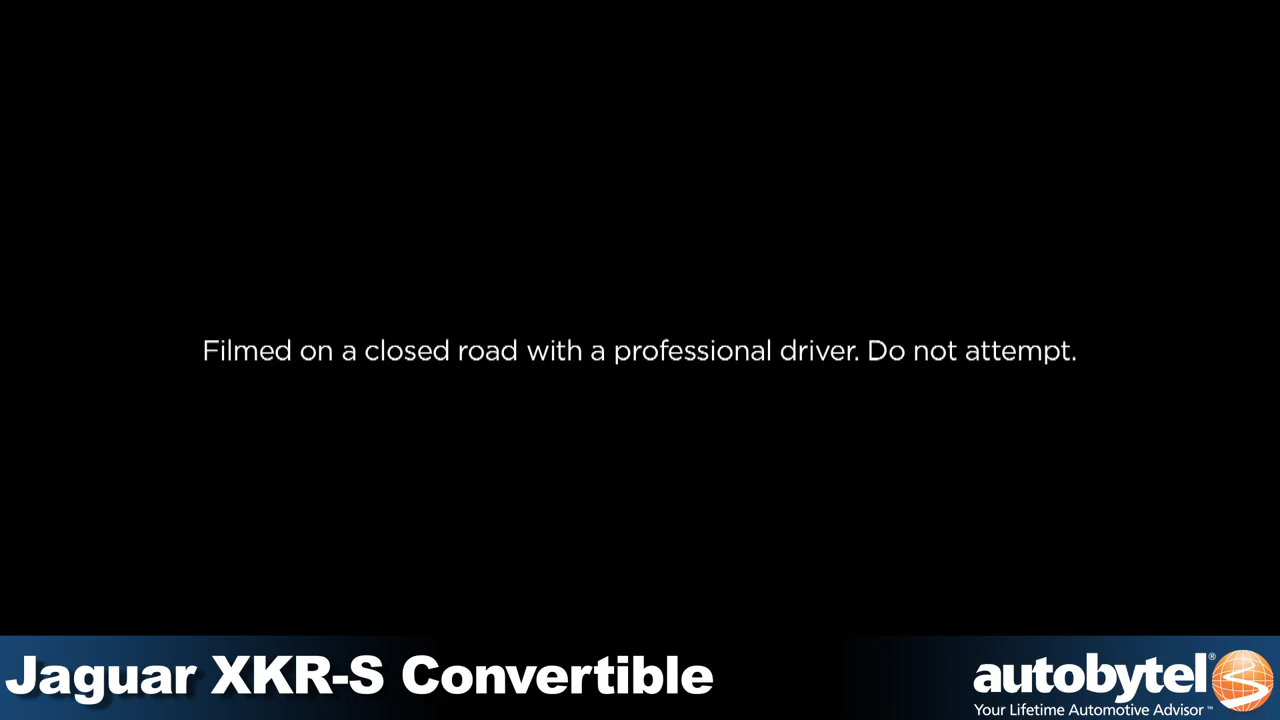 Filmed on a closed road with a professional driver. Do not attempt.
Jaguar XKR-S Convertible
autobytel®
Your Lifetime Automotive Advisor™